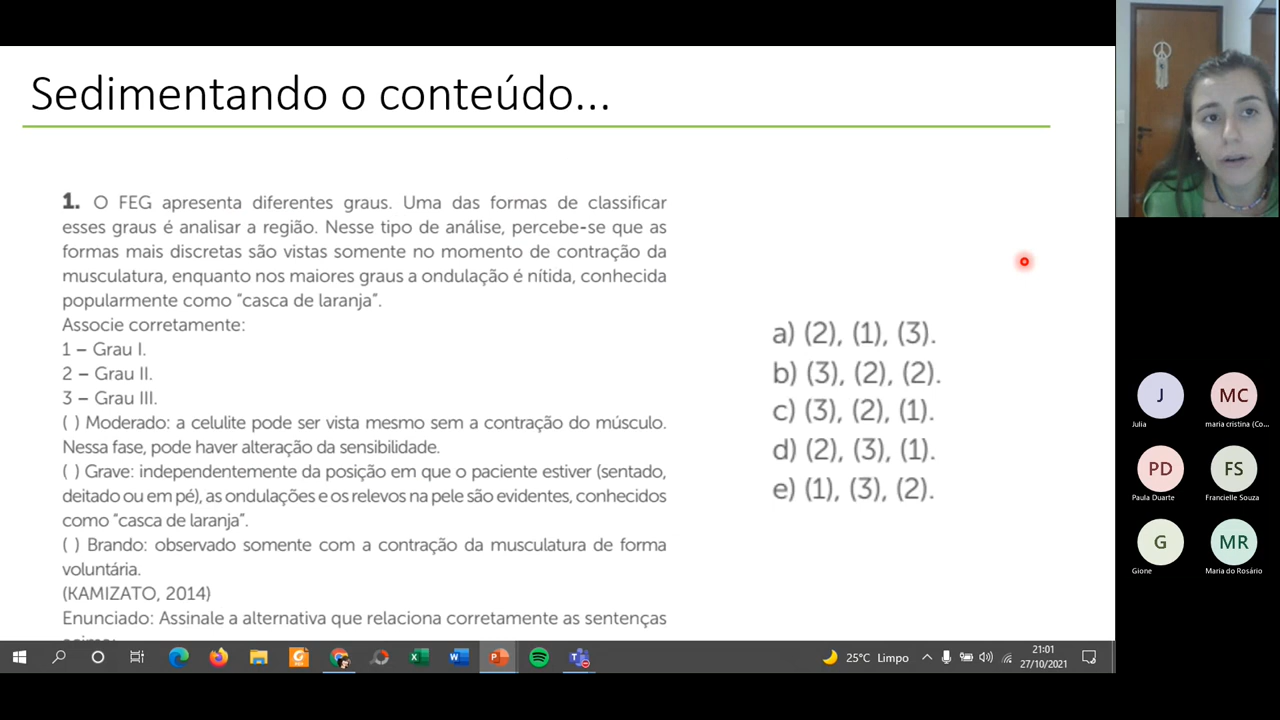 Sedimentando o conteúdo...
1. O FEG apresenta diferentes graus. Uma das formas de classificar
esses graus é analisar a região. Nesse tipo de análise, percebe-se que as
formas mais discretas são vistas somente no momento de contração da
musculatura, enquanto nos maiores graus a ondulação é nítida, conhecida
popularmente como "casca de laranja".
Associe corretamente:
1 – Grau I.
2 – Grau II.
3 – Grau III.
( ) Moderado: a celulite pode ser vista mesmo sem a contração do músculo.
Nessa fase, pode haver alteração da sensibilidade.
( ) Grave: independentemente da posição em que o paciente estiver (sentado,
deitado ou em pé), as ondulações e os relevos na pele são evidentes, conhecidos
como "casca de laranja".
( ) Brando: observado somente com a contração da musculatura de forma
voluntária.
(KAMIZATO, 2014)
Enunciado: Assinale a alternativa que relaciona corretamente as sentenças
a) (2), (1), (3).
b) (3), (2), (2).
c) (3), (2), (1).
d) (2), (3), (1).
e) (1), (3), (2).
J
Julia
MC
maria cristina (Co...
PD
Paula Duarte
FS
Francielle Souza
G
Gione
MR
Maria do Rosário
25°C Limpo
21:01
27/10/2021